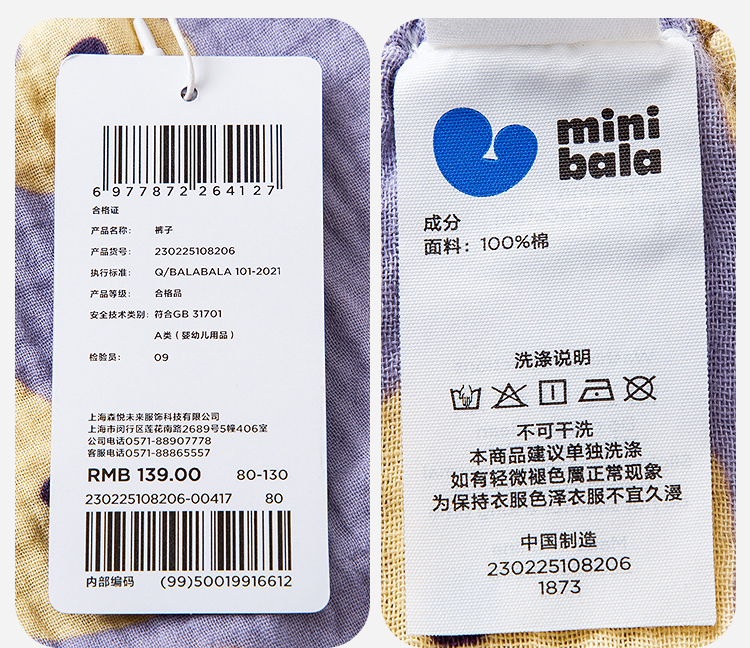 6 977872 264127
合格证
产品名称: 裤子
产品货号: 230225108206
执行标准: Q/BALABALA 101-2021
产品等级: 合格品
安全技术类别: 符合GB 31701
A类 (婴幼儿用品)
检验员: 09
上海森悦未来服饰科技有限公司
上海市闵行区莲花南路2689号5幢406室
公司电话0571-88907778
客服电话0571-88865557
RMB 139.00 80-130
230225108206-00417 80
内部编码 (99)50019916612
mini
bala
成分
面料: 100%棉
洗涤说明
不可干洗
本商品建议单独洗涤
如有轻微褪色属正常现象
为保持衣服色泽衣服不宜久浸
中国制造
230225108206
1873